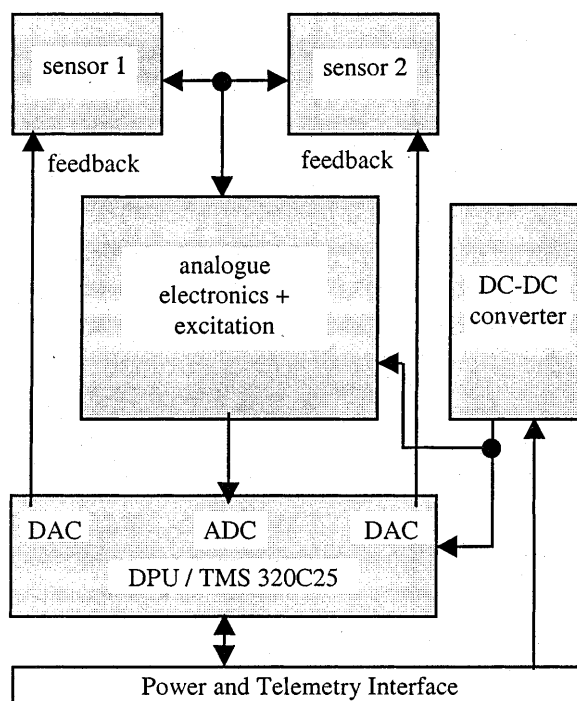 sensor 1
sensor 2
feedback
feedback
analogue
electronics +
excitation
DC-DC
converter
DAC
ADC
DAC
DPU / TMS 320C25
Power and Telemetry Interface